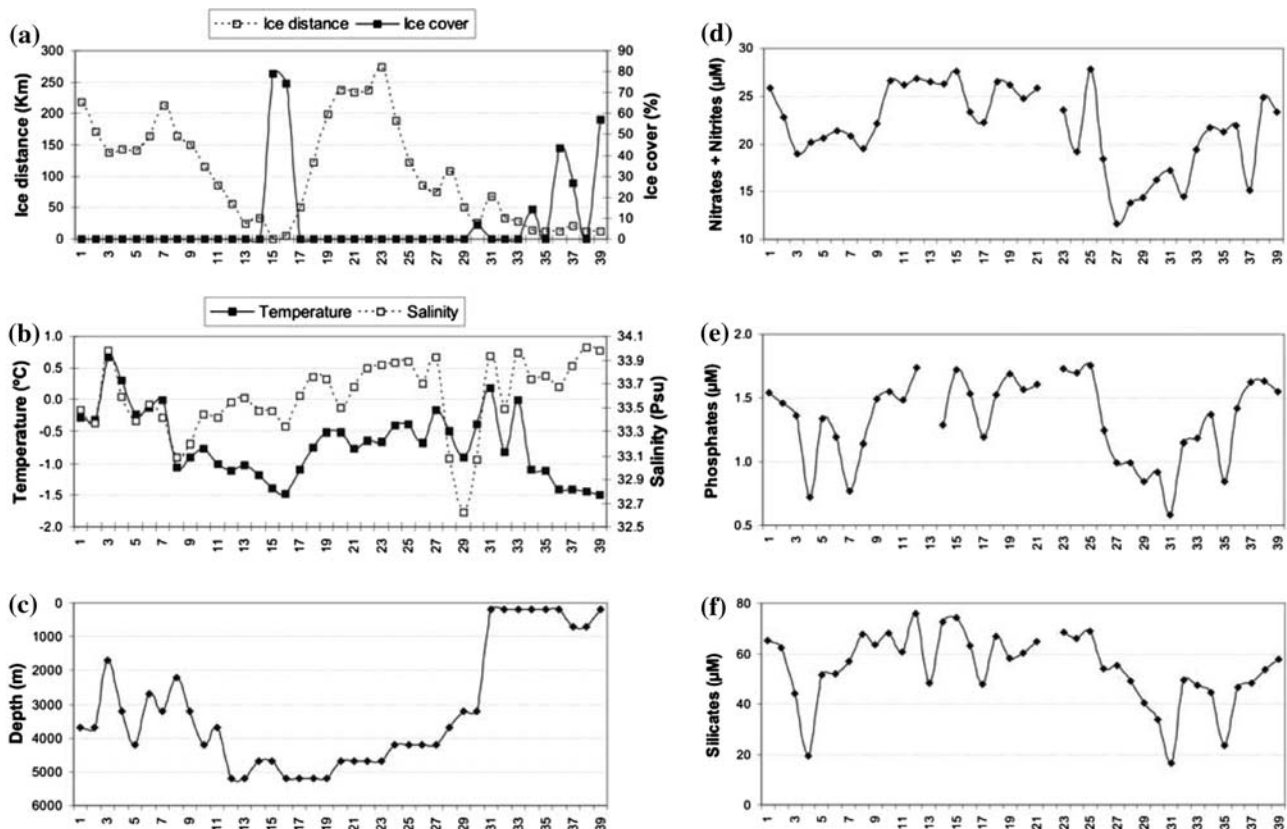 (a)
Ice distance Ice cover
Ice distance (Km)
300
250
200
150
100
50
0
90
80
70
60
50
40
30
20
10
0
Ice cover (%)
1 3 5 7 9 11 13 15 17 19 21 23 25 27 29 31 33 35 37 39
(b)
Temperature Salinity
Temperature (ºC)
1.0
0.5
0.0
-0.5
-1.0
-1.5
-2.0
34.1
33.9
33.7
33.5
33.3
33.1
32.9
32.7
32.5
Salinity (Psu)
1 3 5 7 9 11 13 15 17 19 21 23 25 27 29 31 33 35 37 39
(c)
Depth (m)
0
1000
2000
3000
4000
5000
6000
1 3 5 7 9 11 13 15 17 19 21 23 25 27 29 31 33 35 37 39
(d)
Nitrates + Nitrites (µM)
30
25
20
15
10
1 3 5 7 9 11 13 15 17 19 21 23 25 27 29 31 33 35 37 39
(e)
Phosphates (µM)
2.0
1.5
1.0
0.5
1 3 5 7 9 11 13 15 17 19 21 23 25 27 29 31 33 35 37 39
(f)
Silicates (µM)
80
60
40
20
0
1 3 5 7 9 11 13 15 17 19 21 23 25 27 29 31 33 35 37 39